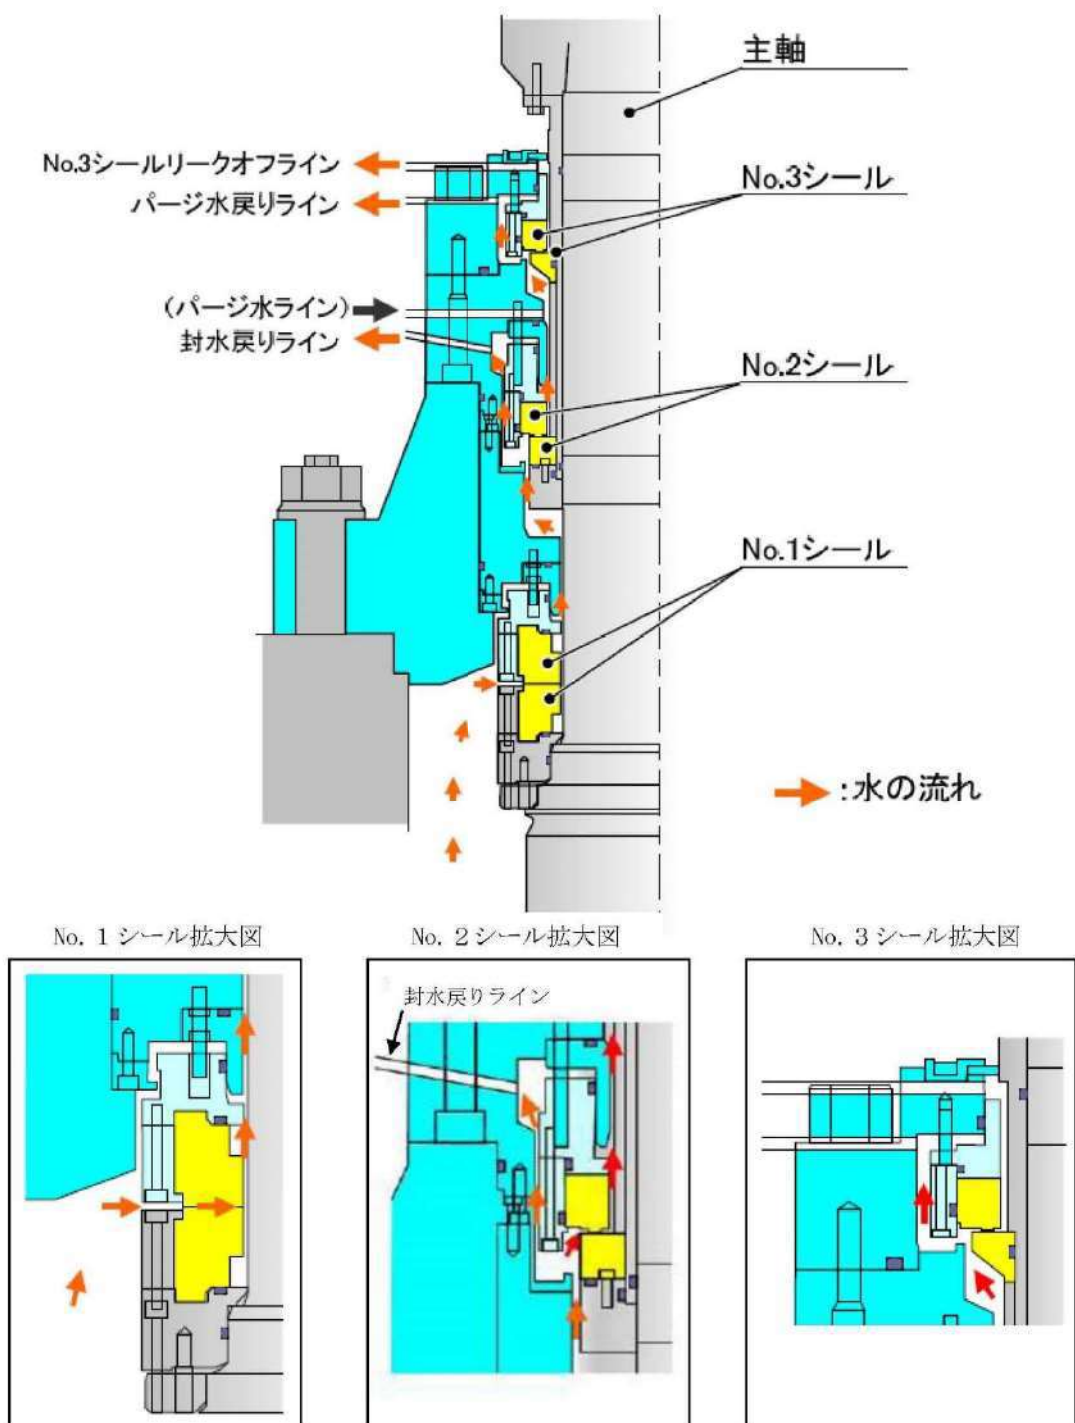 主軸
No.3シールリークオフライン
パージ水戻りライン
No.3シール
(パージ水ライン)
封水戻りライン
No.2シール
No.1シール
:水の流れ
No. 1 シール拡大図
No. 2 シール拡大図
No. 3 シール拡大図
封水戻りライン